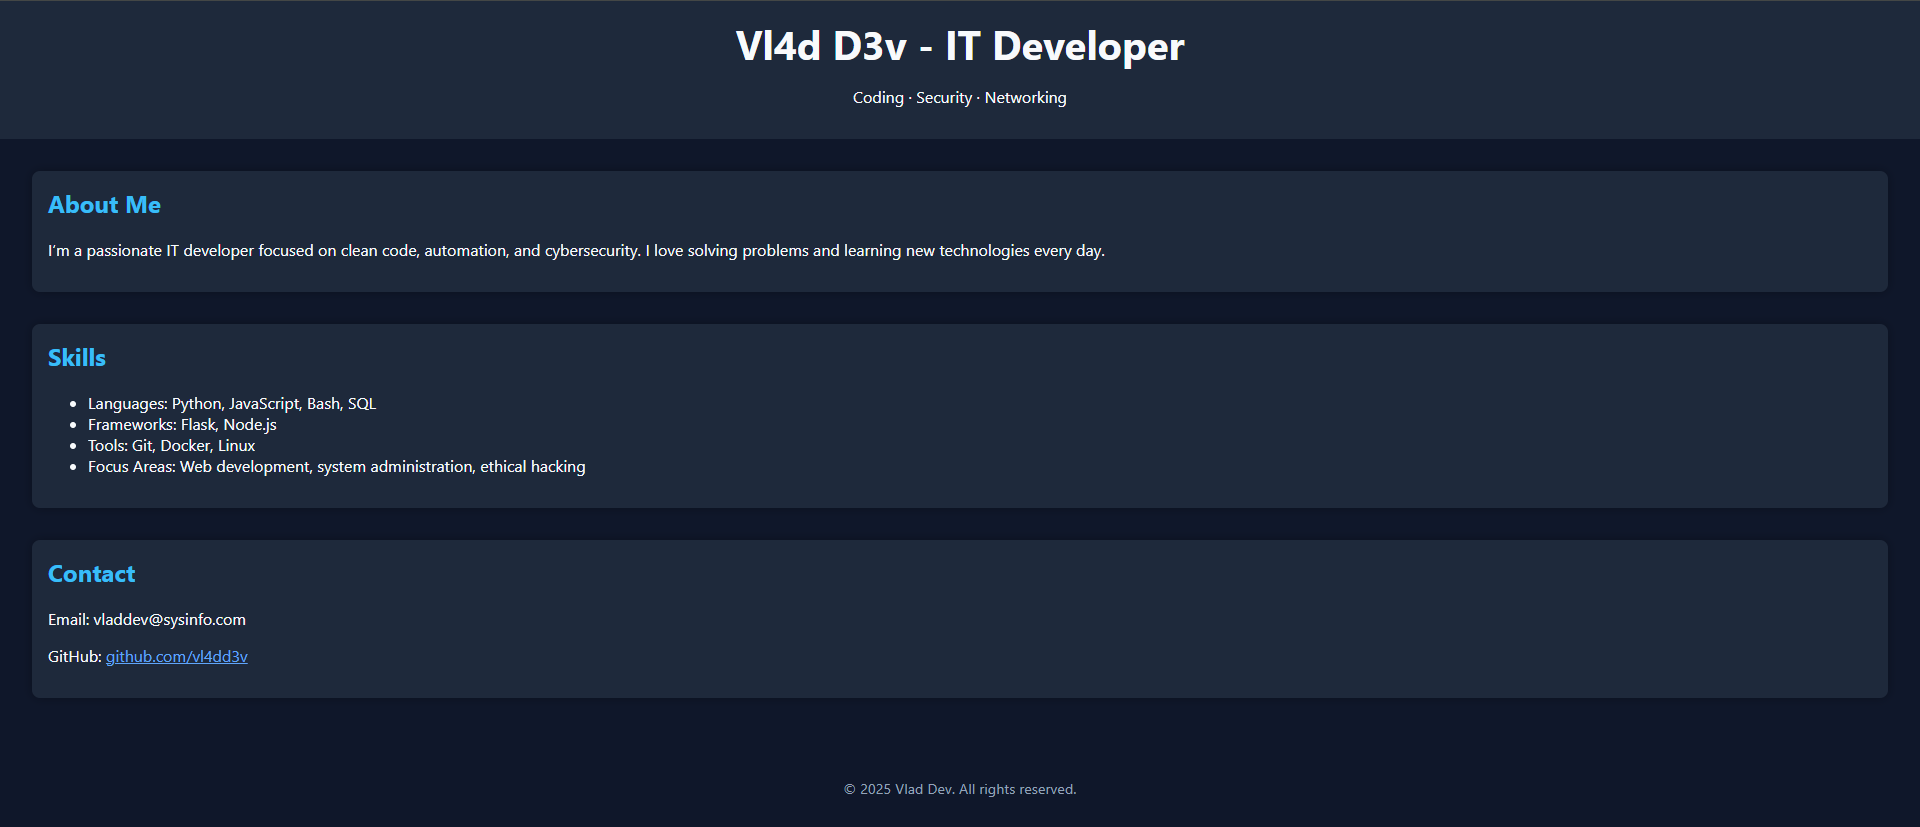 Vl4d D3v - IT Developer
Coding · Security · Networking
About Me
I’m a passionate IT developer focused on clean code, automation, and cybersecurity. I love solving problems and learning new technologies every day.
Skills
• Languages: Python, JavaScript, Bash, SQL
• Frameworks: Flask, Node.js
• Tools: Git, Docker, Linux
• Focus Areas: Web development, system administration, ethical hacking
Contact
Email: vladdev@sysinfo.com
GitHub: github.com/vl4dd3v
© 2025 Vlad Dev. All rights reserved.